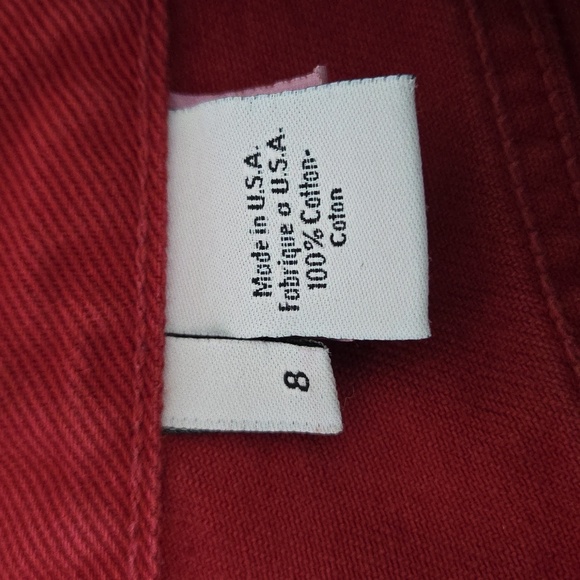 Made in U.S.A.
Fabrique a U.S.A.
100% Cotton-
Coton
8